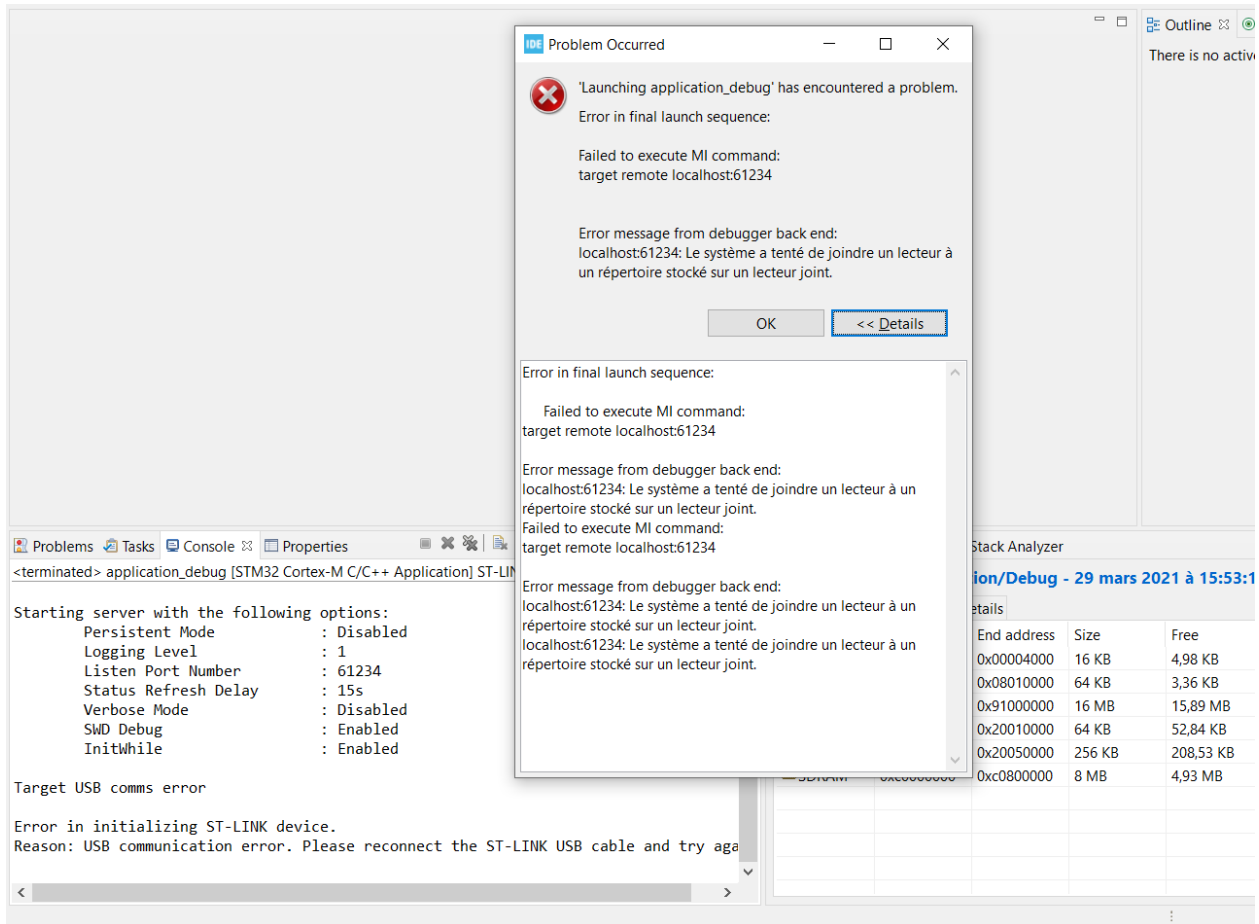 Outline
There is no active
IDE Problem Occurred
'Launching application_debug' has encountered a problem.
Error in final launch sequence:
Failed to execute MI command:
target remote localhost:61234
Error message from debugger back end:
localhost:61234: Le système a tenté de joindre un lecteur à
un répertoire stocké sur un lecteur joint.
OK
<< Details
Error in final launch sequence:
Failed to execute MI command:
target remote localhost:61234
Error message from debugger back end:
localhost:61234: Le système a tenté de joindre un lecteur à un
répertoire stocké sur un lecteur joint.
Failed to execute MI command:
target remote localhost:61234
Error message from debugger back end:
localhost:61234: Le système a tenté de joindre un lecteur à un
répertoire stocké sur un lecteur joint.
localhost:61234: Le système a tenté de joindre un lecteur à un
répertoire stocké sur un lecteur joint.
Problems Tasks Console Properties
<terminated> application_debug [STM32 Cortex-M C/C++ Application] ST-LIN
Starting server with the following options:
Persistent Mode : Disabled
Logging Level : 1
Listen Port Number : 61234
Status Refresh Delay : 15s
Verbose Mode : Disabled
SWD Debug : Enabled
InitWhile : Enabled
Target USB comms error
Error in initializing ST-LINK device.
Reason: USB communication error. Please reconnect the ST-LINK USB cable and try aga
Stack Analyzer
ion/Debug - 29 mars 2021 à 15:53:1
etails
End address Size Free
0x00004000 16 KB 4,98 KB
0x08010000 64 KB 3,36 KB
0x91000000 16 MB 15,89 MB
0x20010000 64 KB 52,84 KB
0x20050000 256 KB 208,53 KB
SDRAM 0xc0000000 0xc0800000 8 MB 4,93 MB